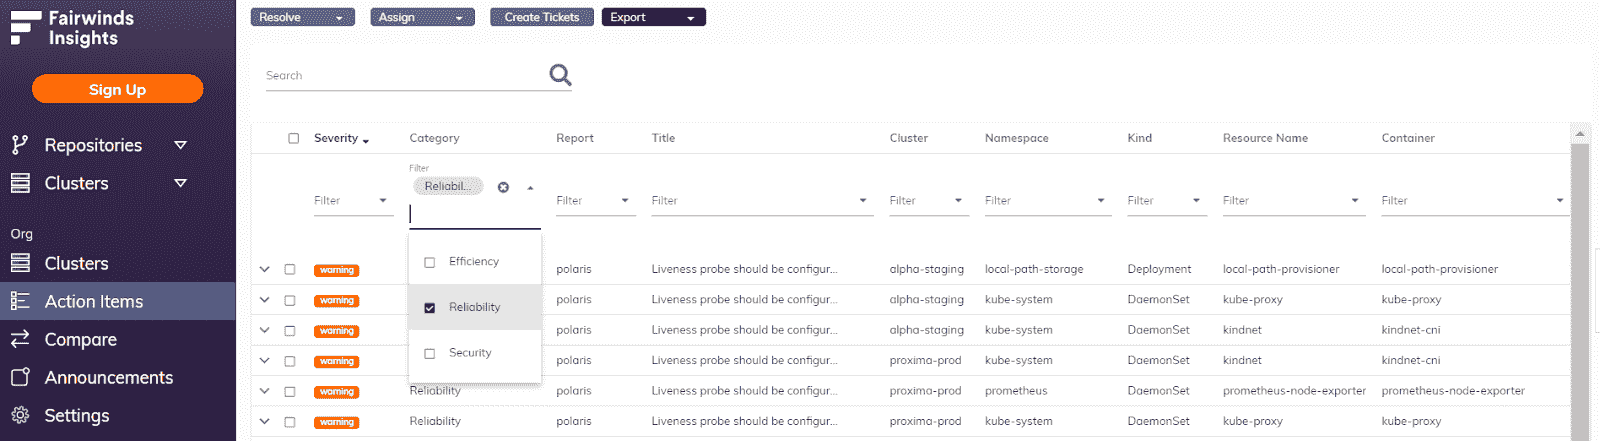 Fairwinds
Insights
Sign Up
Repositories
Clusters
Org
Clusters
Action Items
Compare
Announcements
Settings
Resolve Assign Create Tickets Export
Search
Severity Category Report Title Cluster Namespace Kind Resource Name Container
Filter
Reliabil...
Filter Filter Filter Filter Filter Filter Filter Filter
Efficiency
Reliability
Security
warning polaris Liveness probe should be configur... alpha-staging local-path-storage Deployment local-path-provisioner local-path-provisioner
warning polaris Liveness probe should be configur... alpha-staging kube-system DaemonSet kube-proxy kube-proxy
warning polaris Liveness probe should be configur... alpha-staging kube-system DaemonSet kindnet kindnet-cni
warning polaris Liveness probe should be configur... proxima-prod kube-system DaemonSet kindnet kindnet-cni
warning Reliability polaris Liveness probe should be configur... proxima-prod prometheus DaemonSet prometheus-node-exporter prometheus-node-exporter
warning Reliability polaris Liveness probe should be configur... proxima-prod kube-system DaemonSet kube-proxy kube-proxy